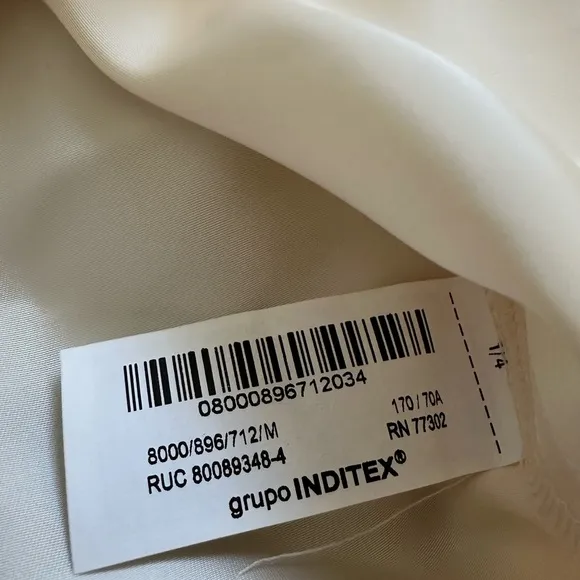 08000896712034
8000/896/712/M
170 / 70A
RUC 80089348-4
RN 77302
grupo INDITEX®
1/4